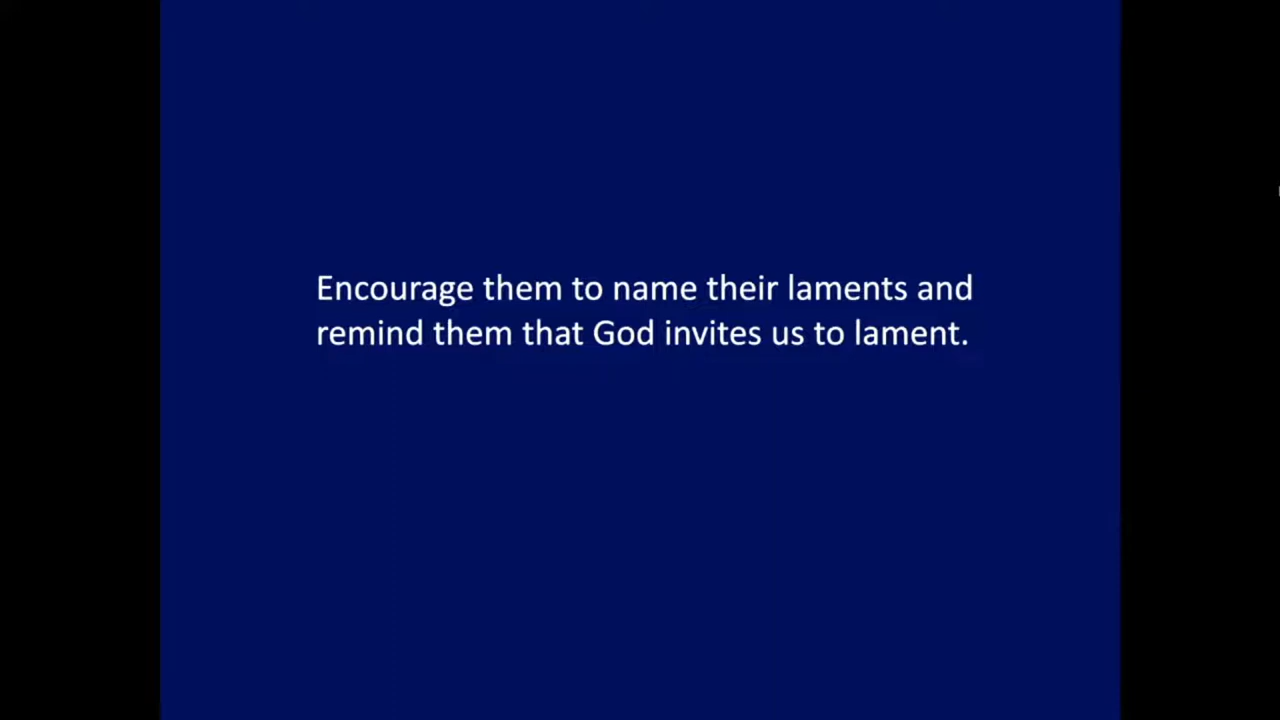 Encourage them to name their laments and
remind them that God invites us to lament.